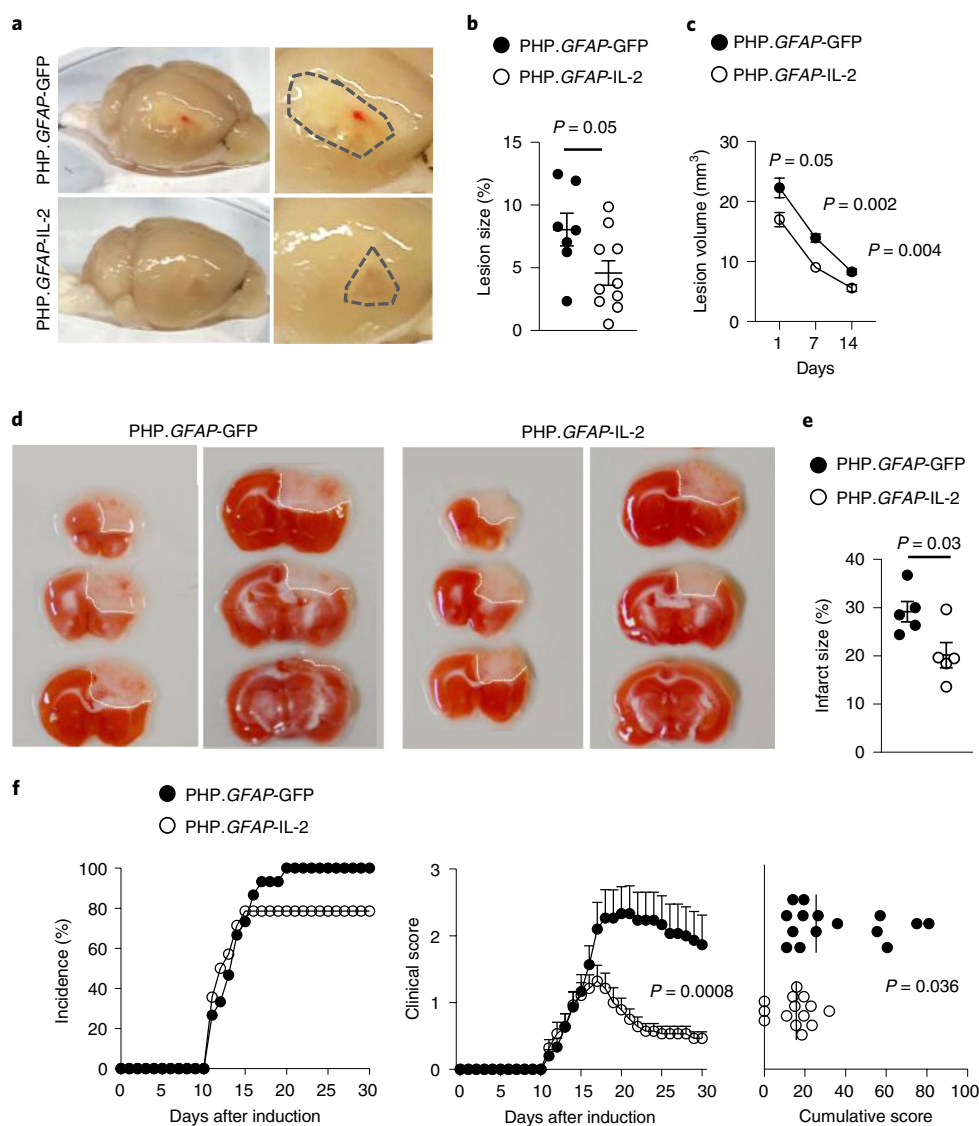 a
PHP.GFAP-GFP
PHP.GFAP-IL-2
b
PHP.GFAP-GFP
PHP.GFAP-IL-2
P = 0.05
Lesion size (%)
15
10
5
0
c
PHP.GFAP-GFP
PHP.GFAP-IL-2
Lesion volume (mm³)
30
20
10
0
P = 0.05
P = 0.002
P = 0.004
1 7 14
Days
d
PHP.GFAP-GFP PHP.GFAP-IL-2
e
PHP.GFAP-GFP
PHP.GFAP-IL-2
P = 0.03
Infarct size (%)
40
30
20
10
0
f
PHP.GFAP-GFP
PHP.GFAP-IL-2
Incidence (%)
100
80
60
40
20
0
0 5 10 15 20 25 30
Days after induction
Clinical score
3
2
1
0
P = 0.0008
0 5 10 15 20 25 30
Days after induction
P = 0.036
0 20 40 60 80 100
Cumulative score